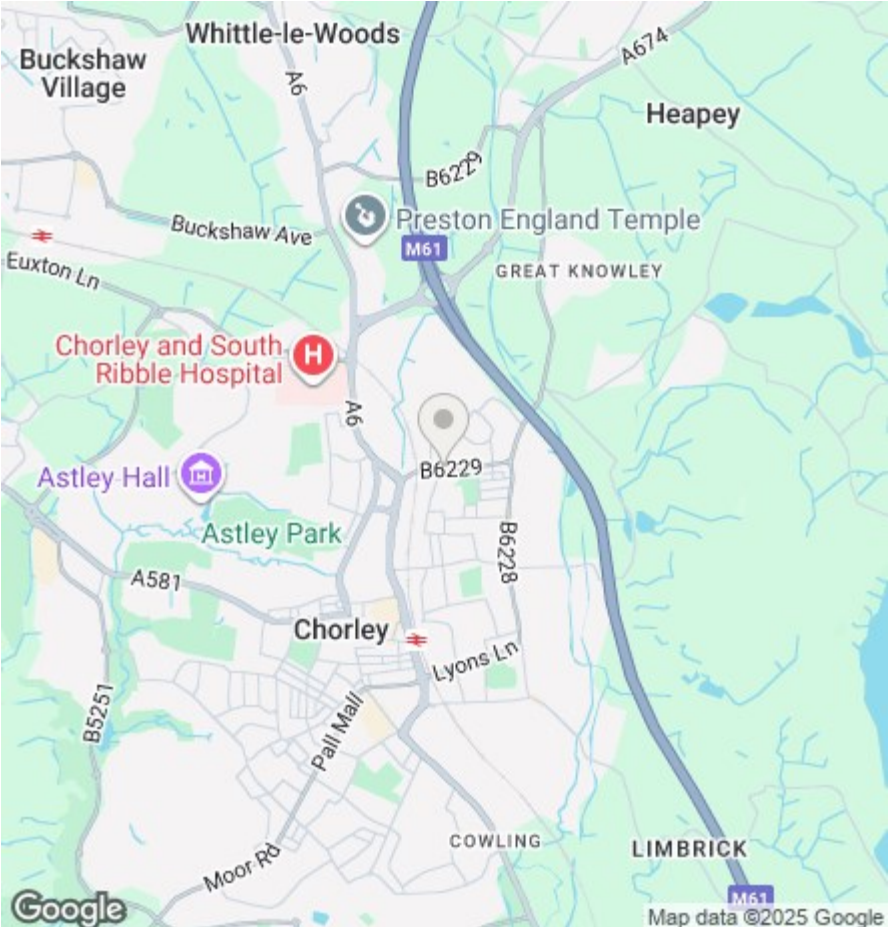 Whittle-le-Woods
Buckshaw
Village
A6
A674
Heapey
B6229
Buckshaw Ave
Preston England Temple
M61
Euxton Ln
GREAT KNOWLEY
Chorley and South
Ribble Hospital
H
A6
Astley Hall
B6229
Astley Park
B6228
A581
Chorley
Lyons Ln
B5251
Pall Mall
COWLING
LIMBRICK
Moor Rd
M61
Google
Map data ©2025 Google